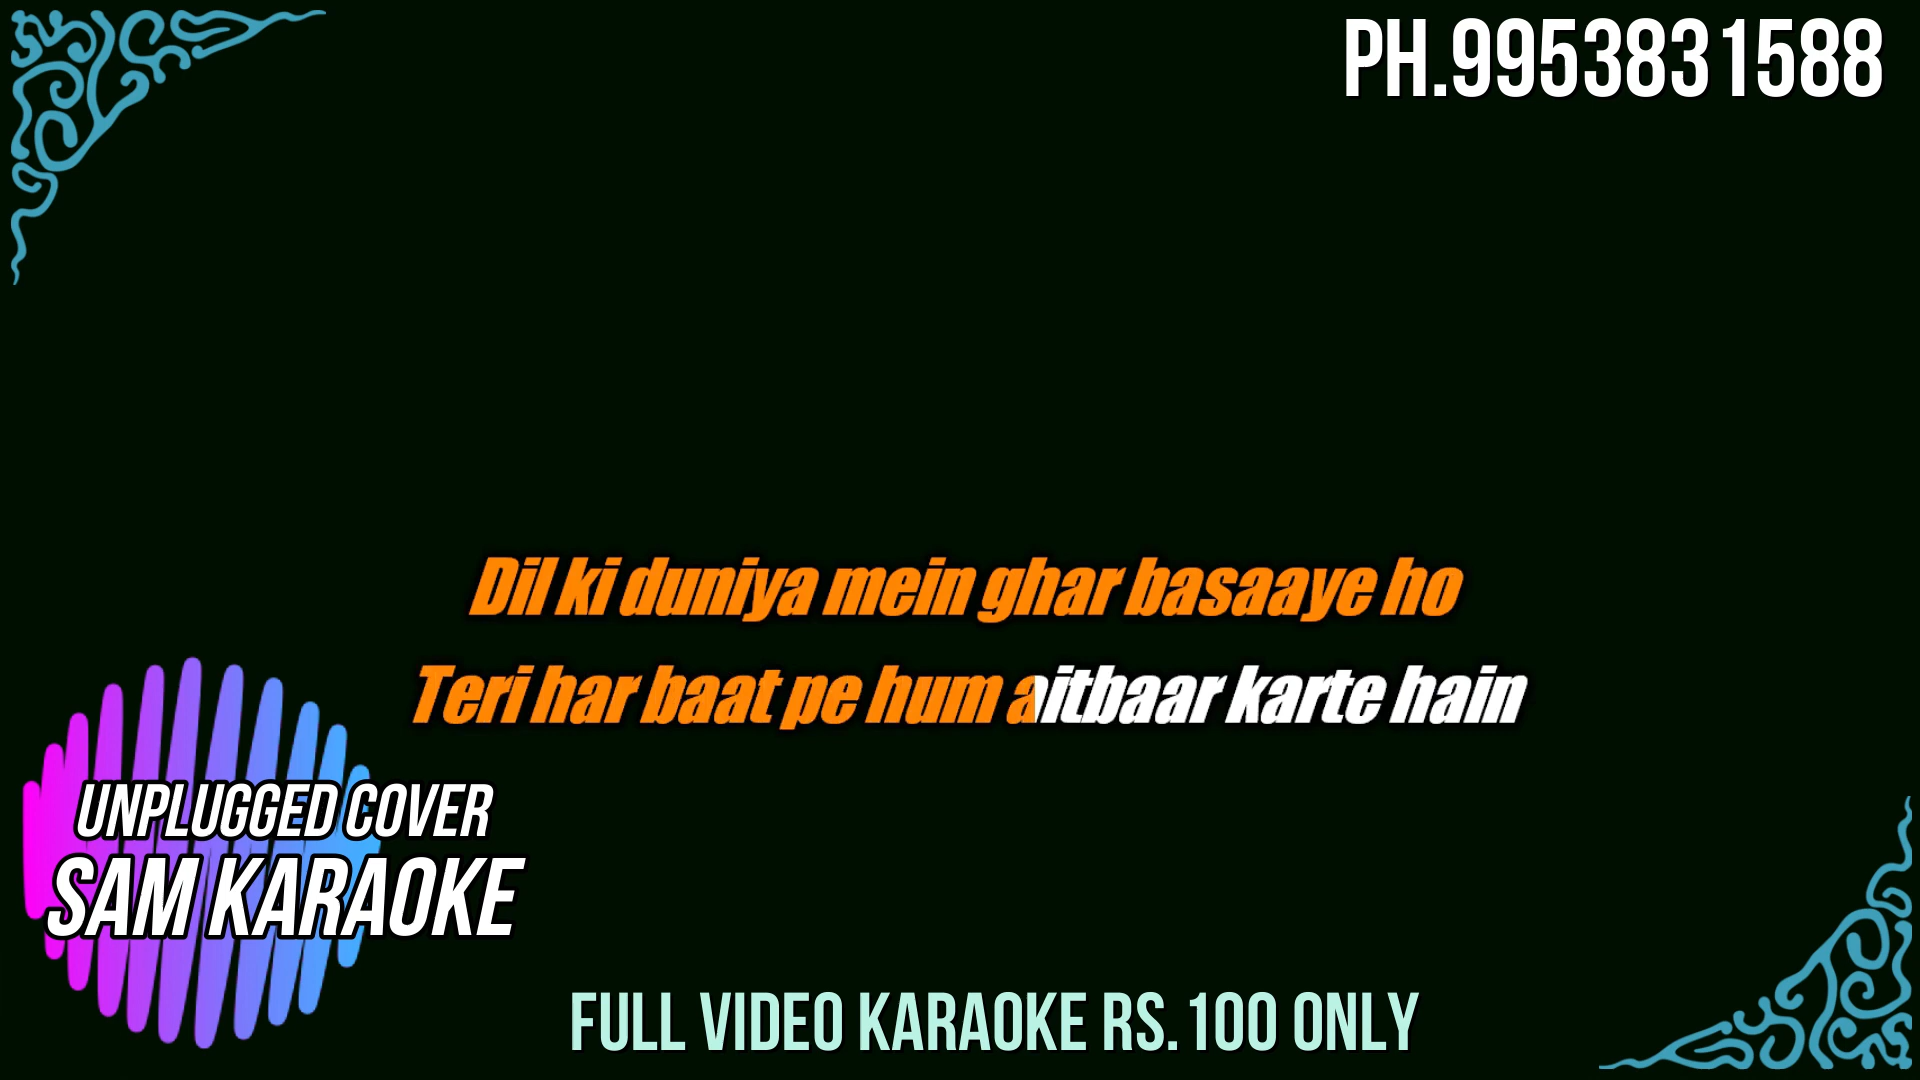 PH.9953831588
Dil ki duniya mein ghar basaaye ho
Teri har baat pe hum aitbaar karte hain
UNPLUGGED COVER
SAM KARAOKE
FULL VIDEO KARAOKE RS.100 ONLY